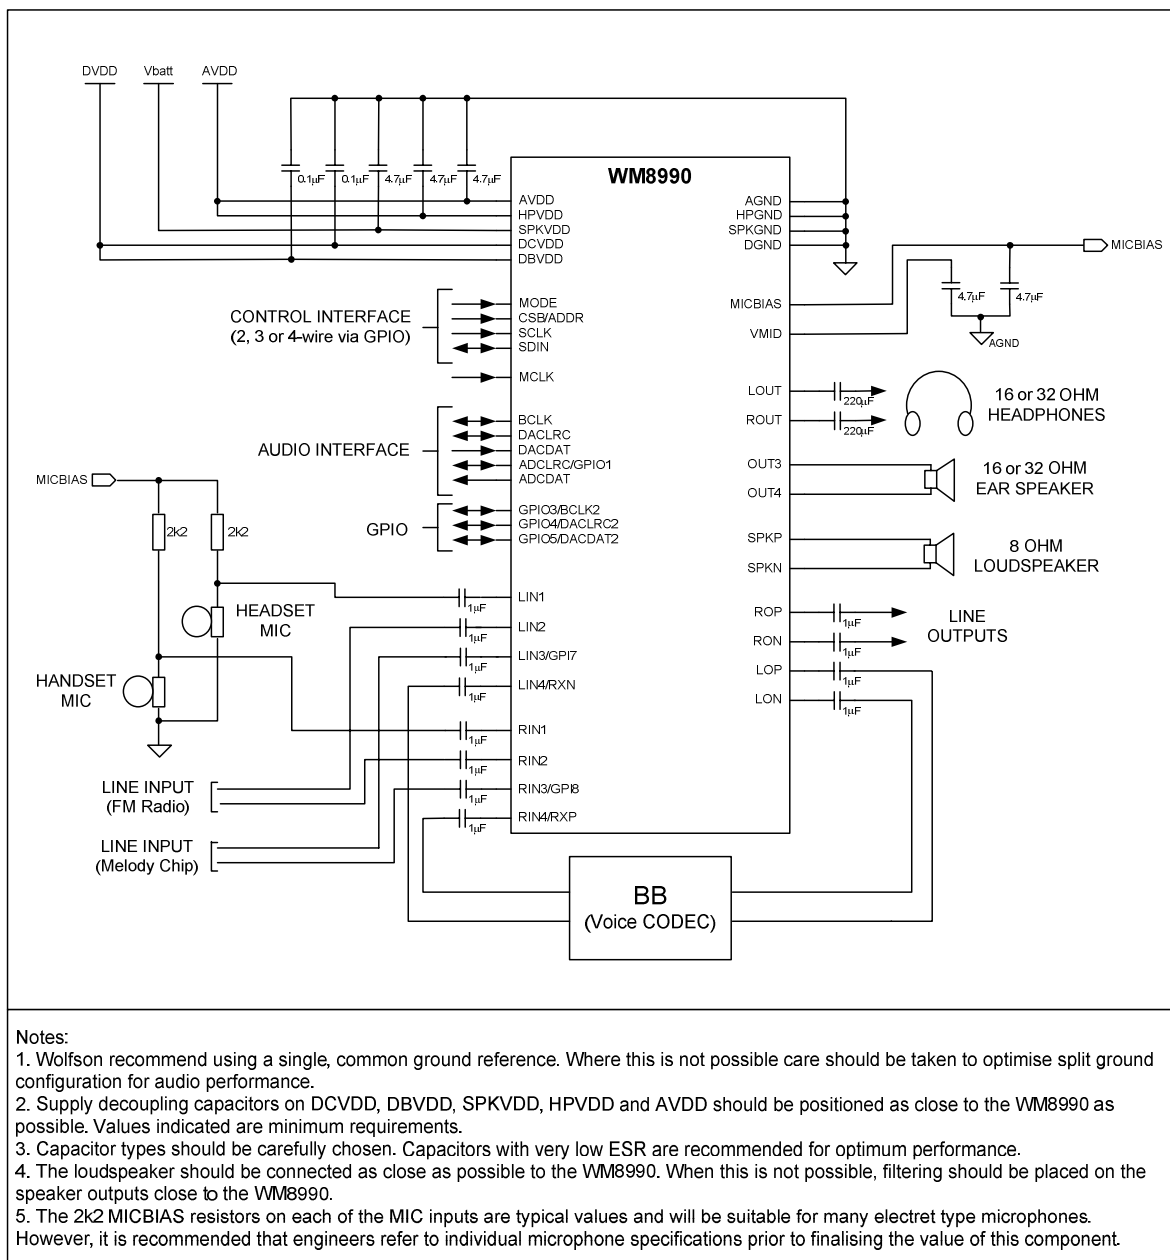 DVDD Vbatt AVDD
0.1µF 0.1µF 4.7µF 4.7µF 4.7µF
WM8990
AVDD
HPVDD
SPKVDD
DCVDD
DBVDD
AGND
HPGND
SPKGND
DGND
MICBIAS
4.7µF 4.7µF
AGND
CONTROL INTERFACE
(2, 3 or 4-wire via GPIO)
MODE
CSB/ADDR
SCLK
SDIN
MCLK
MICBIAS
VMID
AUDIO INTERFACE
BCLK
DACLRC
DACDAT
ADCLRC/GPIO1
ADCDAT
GPIO
GPIO3/BCLK2
GPIO4/DACLRC2
GPIO5/DACDAT2
LOUT
220µF
ROUT
220µF
16 or 32 OHM
HEADPHONES
OUT3
OUT4
16 or 32 OHM
EAR SPEAKER
SPKP
SPKN
8 OHM
LOUDSPEAKER
MICBIAS
2k2 2k2
HEADSET
MIC
HANDSET
MIC
1µF LIN1
1µF LIN2
1µF LIN3/GPI7
1µF LIN4/RXN
1µF RIN1
1µF RIN2
1µF RIN3/GPI8
1µF RIN4/RXP
ROP 1µF
RON 1µF
LOP 1µF
LON 1µF
LINE
OUTPUTS
LINE INPUT
(FM Radio)
LINE INPUT
(Melody Chip)
BB
(Voice CODEC)
Notes:
1. Wolfson recommend using a single, common ground reference. Where this is not possible care should be taken to optimise split ground
configuration for audio performance.
2. Supply decoupling capacitors on DCVDD, DBVDD, SPKVDD, HPVDD and AVDD should be positioned as close to the WM8990 as
possible. Values indicated are minimum requirements.
3. Capacitor types should be carefully chosen. Capacitors with very low ESR are recommended for optimum performance.
4. The loudspeaker should be connected as close as possible to the WM8990. When this is not possible, filtering should be placed on the
speaker outputs close to the WM8990.
5. The 2k2 MICBIAS resistors on each of the MIC inputs are typical values and will be suitable for many electret type microphones.
However, it is recommended that engineers refer to individual microphone specifications prior to finalising the value of this component.